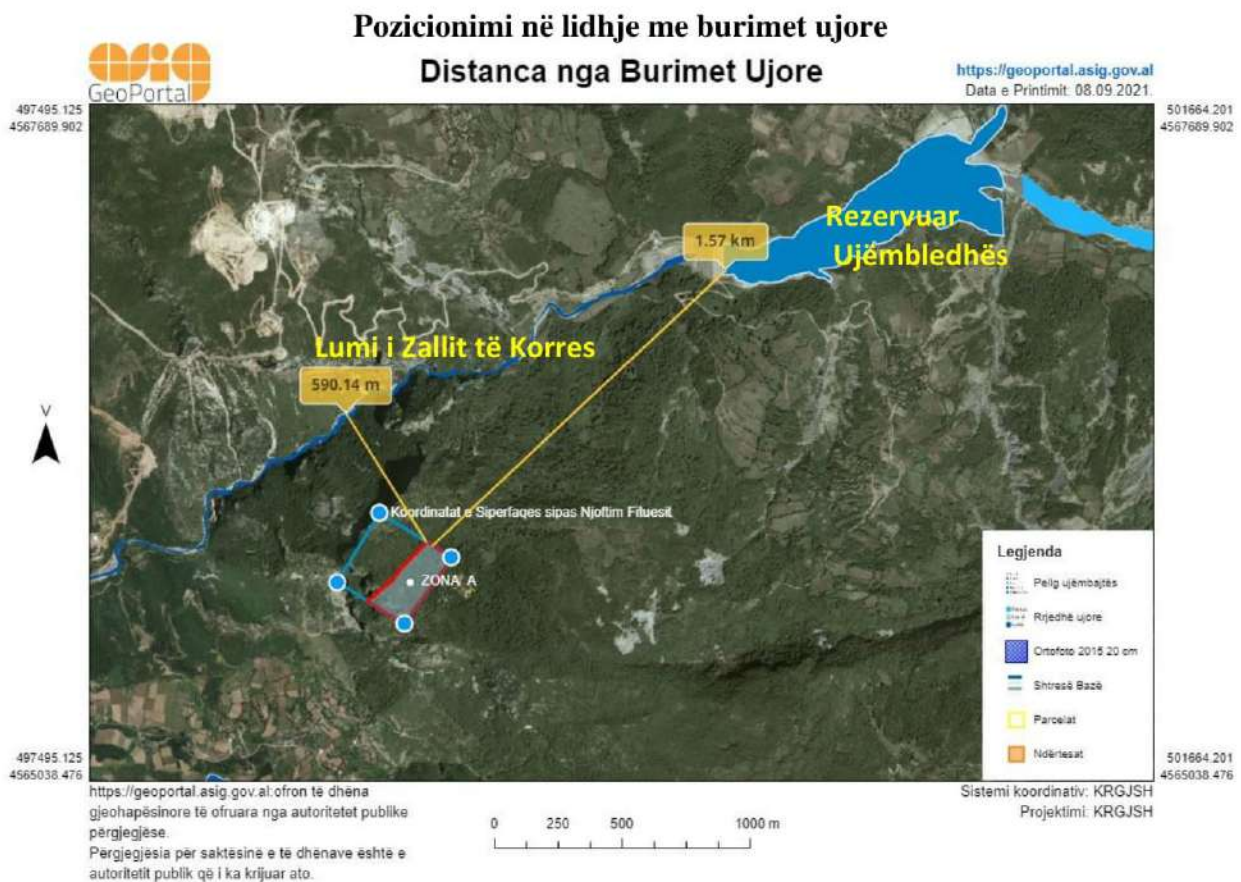 Pozicionimi në lidhje me burimet ujore
asig
GeoPortal
Distanca nga Burimet Ujore
https://geoportal.asig.gov.al
Data e Printimit: 08.09.2021.
497495.125
4567689.902
501664.201
4567689.902
Rezervuar
Ujëmbledhës
1.57 km
Lumi i Zallit të Korres
590.14 m
V
Koordinatat e Siperfaqes sipas Njoftim Fituesit
ZONA A
Legjenda
Pellg ujëmbajtës
Rrjedhë ujore
Ortofoto 2015 20 cm
Shtresë Bazë
Parcelat
Ndërtesat
497495.125
4565038.476
501664.201
4565038.476
https://geoportal.asig.gov.al:ofron të dhëna
gjeohapësinore të ofruara nga autoritetet publike
përgjegjëse.
Përgjegjësia për saktësinë e të dhënave është e
autoritetit publik që i ka krijuar ato.
0 250 500 1000 m
Sistemi koordinativ: KRGJSH
Projektimi: KRGJSH